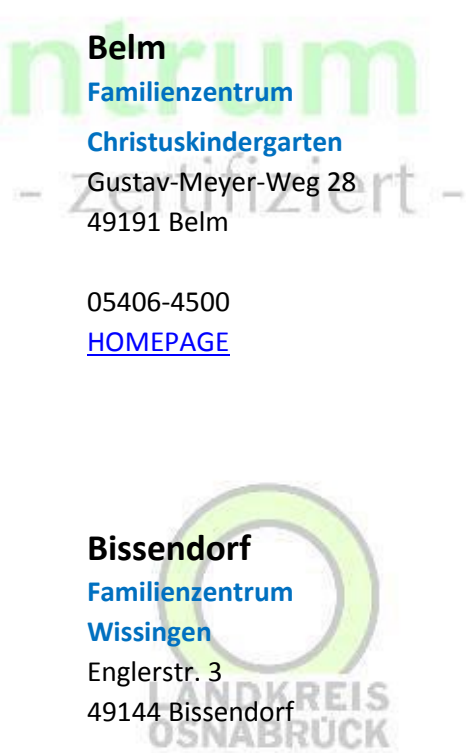 ntrum
Belm
Familienzentrum
Christuskindergarten
- zertifiziert -
Gustav-Meyer-Weg 28
49191 Belm
05406-4500
HOMEPAGE
Bissendorf
Familienzentrum
Wissingen
Englerstr. 3
49144 Bissendorf
LANDKREIS
OSNABRÜCK